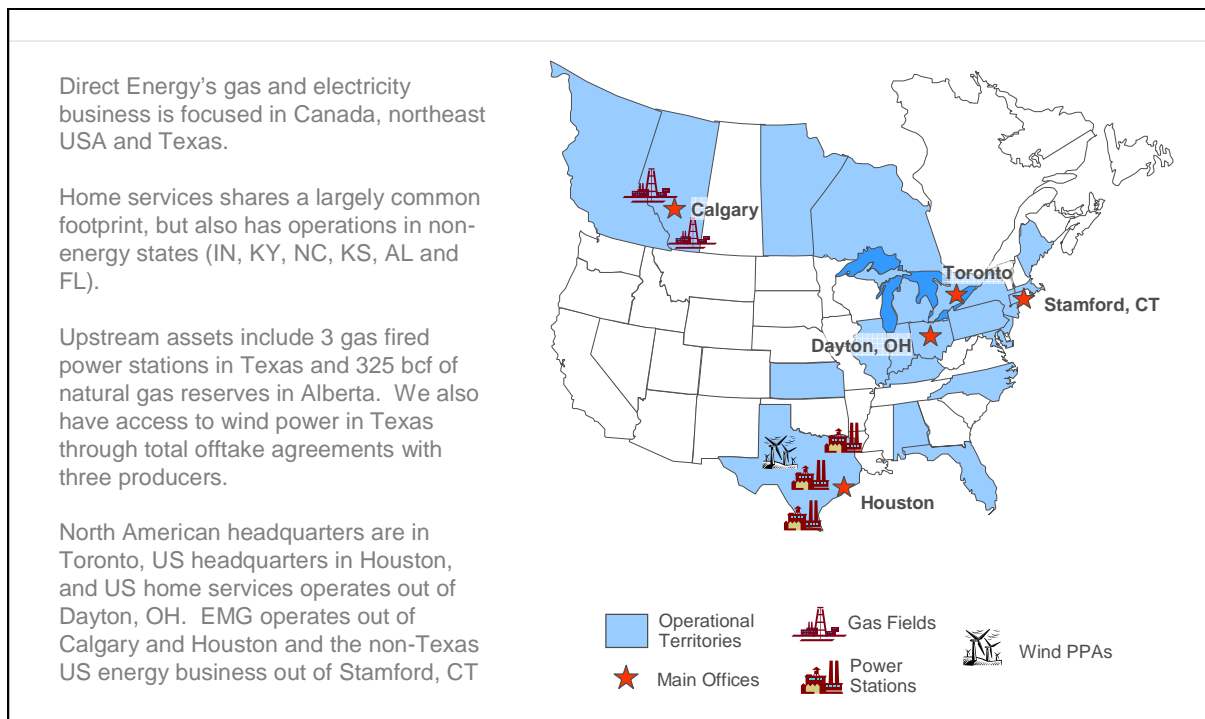 Direct Energy's gas and electricity
business is focused in Canada, northeast
USA and Texas.
Home services shares a largely common
footprint, but also has operations in non-
energy states (IN, KY, NC, KS, AL and
FL).
Upstream assets include 3 gas fired
power stations in Texas and 325 bcf of
natural gas reserves in Alberta.  We also
have access to wind power in Texas
through total offtake agreements with
three producers.
North American headquarters are in
Toronto, US headquarters in Houston,
and US home services operates out of
Dayton, OH.  EMG operates out of
Calgary and Houston and the non-Texas
US energy business out of Stamford, CT
Calgary
Toronto
Stamford, CT
Dayton, OH
Houston
Operational
Territories
Main Offices
Gas Fields
Power
Stations
Wind PPAs